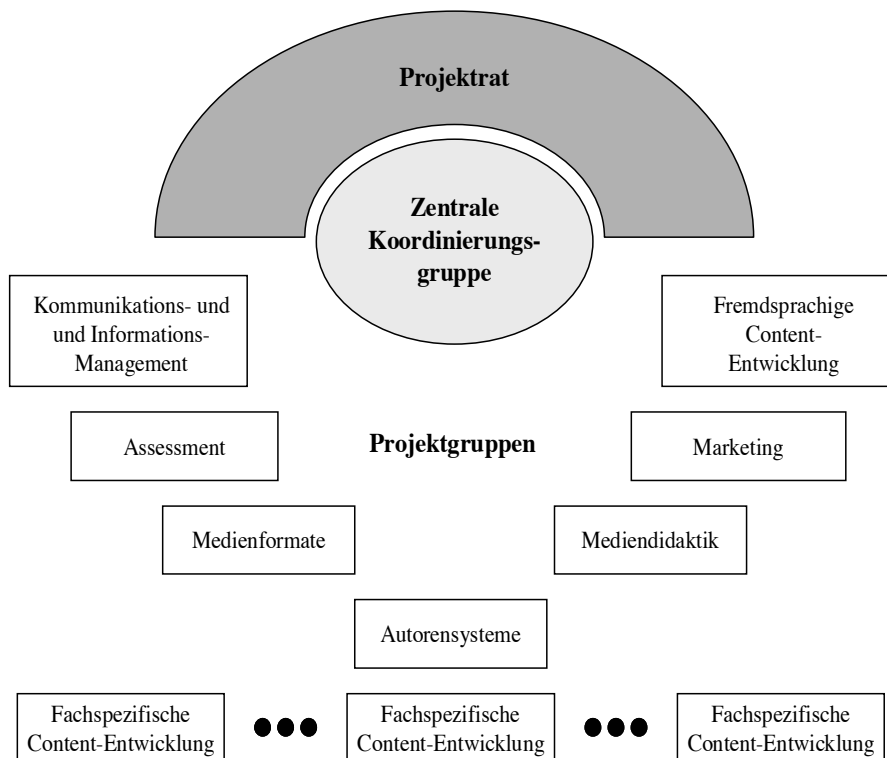 Projektrat
Zentrale
Koordinierungs-
gruppe
Kommunikations- und
und Informations-
Management
Fremdsprachige
Content-
Entwicklung
Assessment
Projektgruppen
Marketing
Medienformate
Mediendidaktik
Autorensysteme
Fachspezifische
Content-Entwicklung
Fachspezifische
Content-Entwicklung
Fachspezifische
Content-Entwicklung